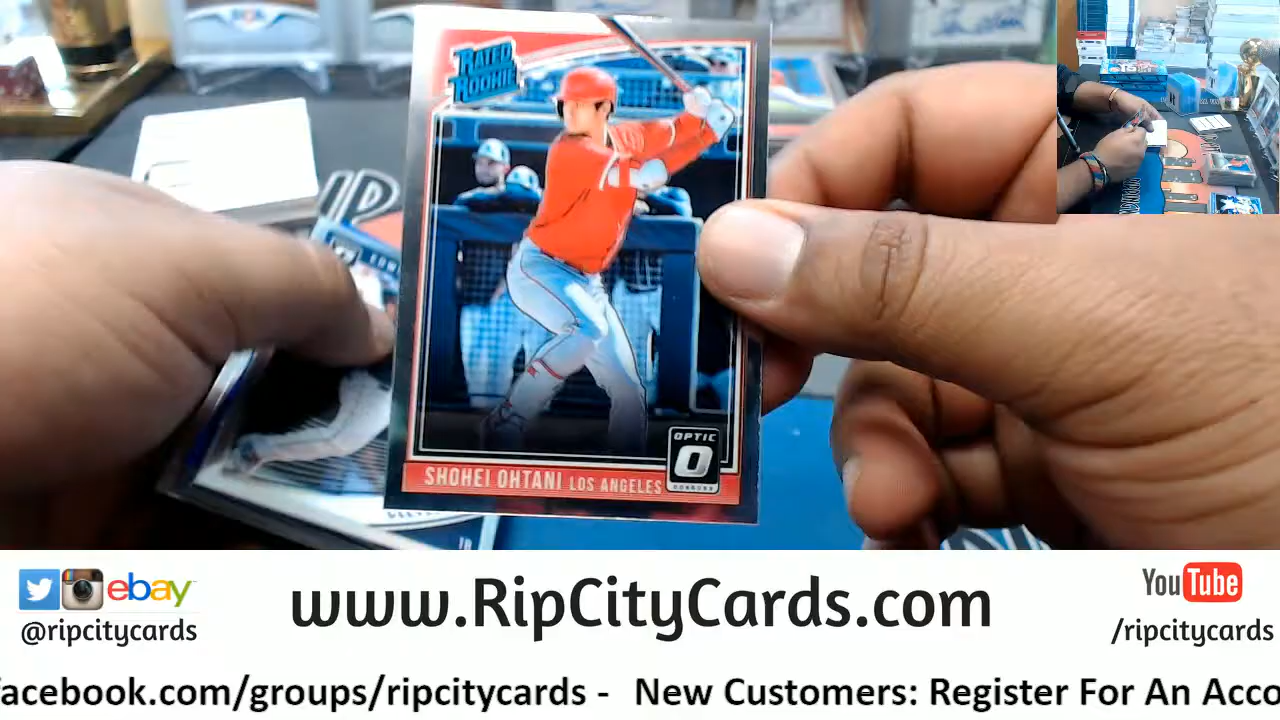 RATED
ROOKIE
OPTIC
O
DONRUSS
SHOHEI OHTANI LOS ANGELES
ebay
@ripcitycards
www.RipCityCards.com
YouTube
/ripcitycards
facebook.com/groups/ripcitycards - New Customers: Register For An Acco